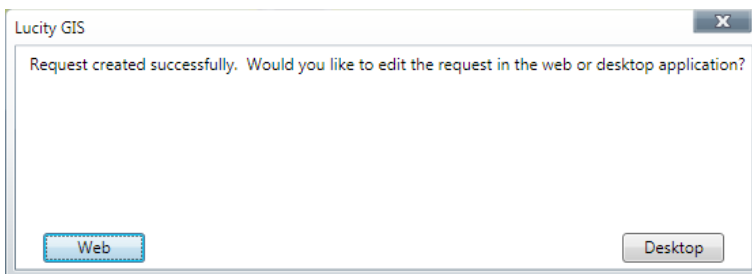 Lucity GIS
Request created successfully.  Would you like to edit the request in the web or desktop application?
Web
Desktop